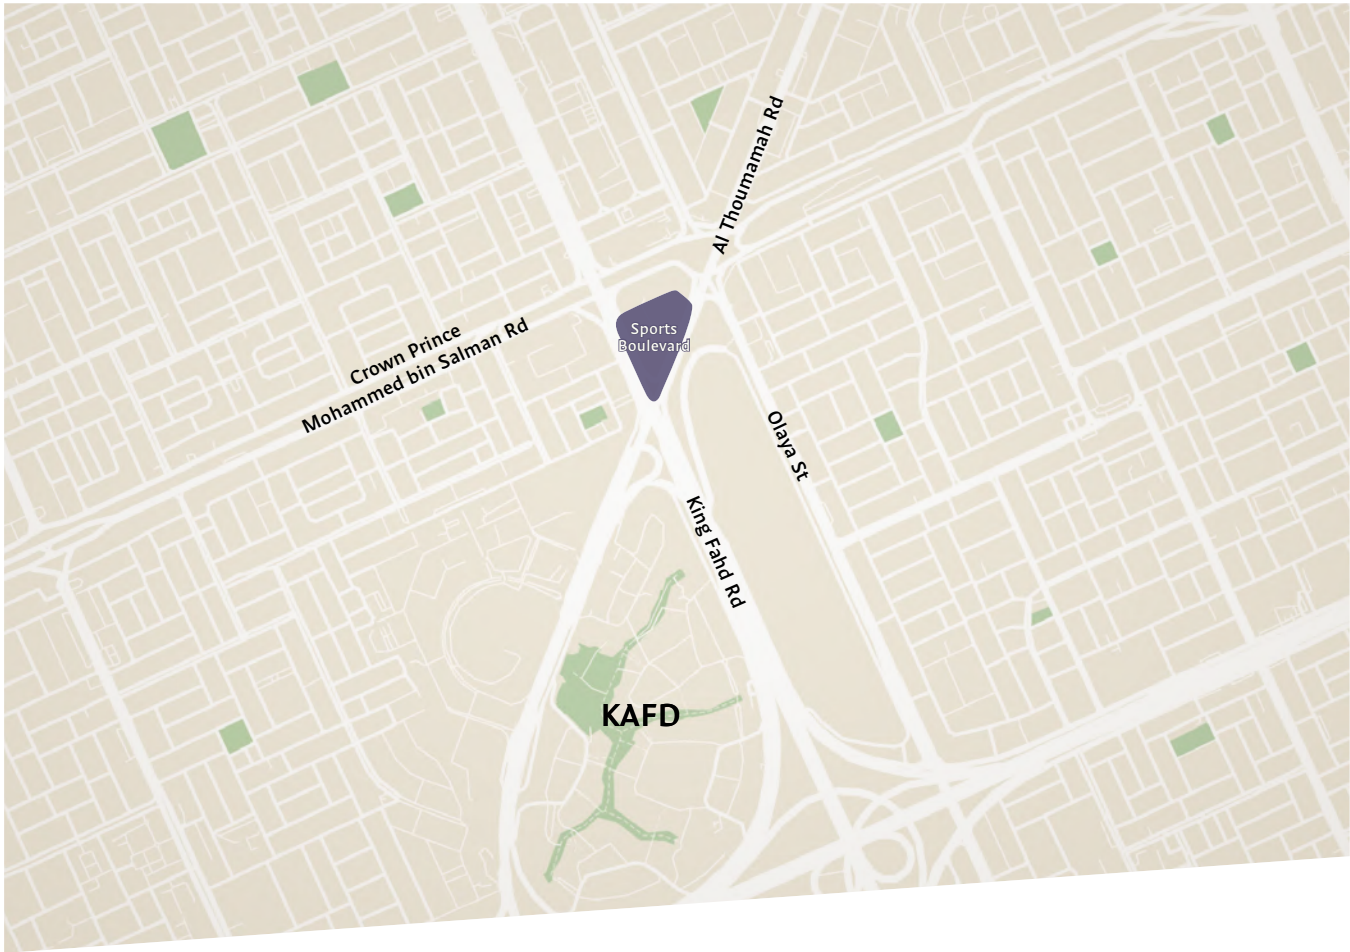 Al Thoumamah Rd
Sports
Boulevard
Crown Prince
Mohammed bin Salman Rd
Olaya St
King Fahd Rd
KAFD